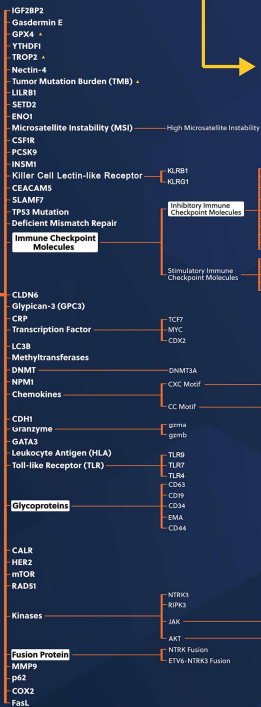 IGF2BP2
Gasdermin E
GPX4
YTHDF1
TROP2
Nectin-4
Tumor Mutation Burden (TMB)
LILRB1
SETD2
ENO1
Microsatellite Instability (MSI)
High Microsatellite Instability
CSF1R
PCSK9
INSM1
Killer Cell Lectin-like Receptor
KLRB1
KLRG1
CEACAM5
SLAMF7
TP53 Mutation
Deficient Mismatch Repair
Immune Checkpoint
Molecules
Inhibitory Immune
Checkpoint Molecules
Stimulatory Immune
Checkpoint Molecules
CLDN6
Glypican-3 (GPC3)
CRP
Transcription Factor
TCF7
MYC
CDX2
LC3B
Methyltransferases
DNMT
DNMT3A
NPM1
Chemokines
CXC Motif
CC Motif
CDH1
Granzyme
gzma
gzmb
GATA3
Leukocyte Antigen (HLA)
Toll-like Receptor (TLR)
TLR9
TLR7
TLR4
Glycoproteins
CD63
CD19
CD34
EMA
CD44
CALR
HER2
mTOR
RAD51
Kinases
NTRK3
RIPK3
JAK
AKT
Fusion Protein
NTRK Fusion
ETV6-NTRK3 Fusion
MMP9
p62
COX2
FasL